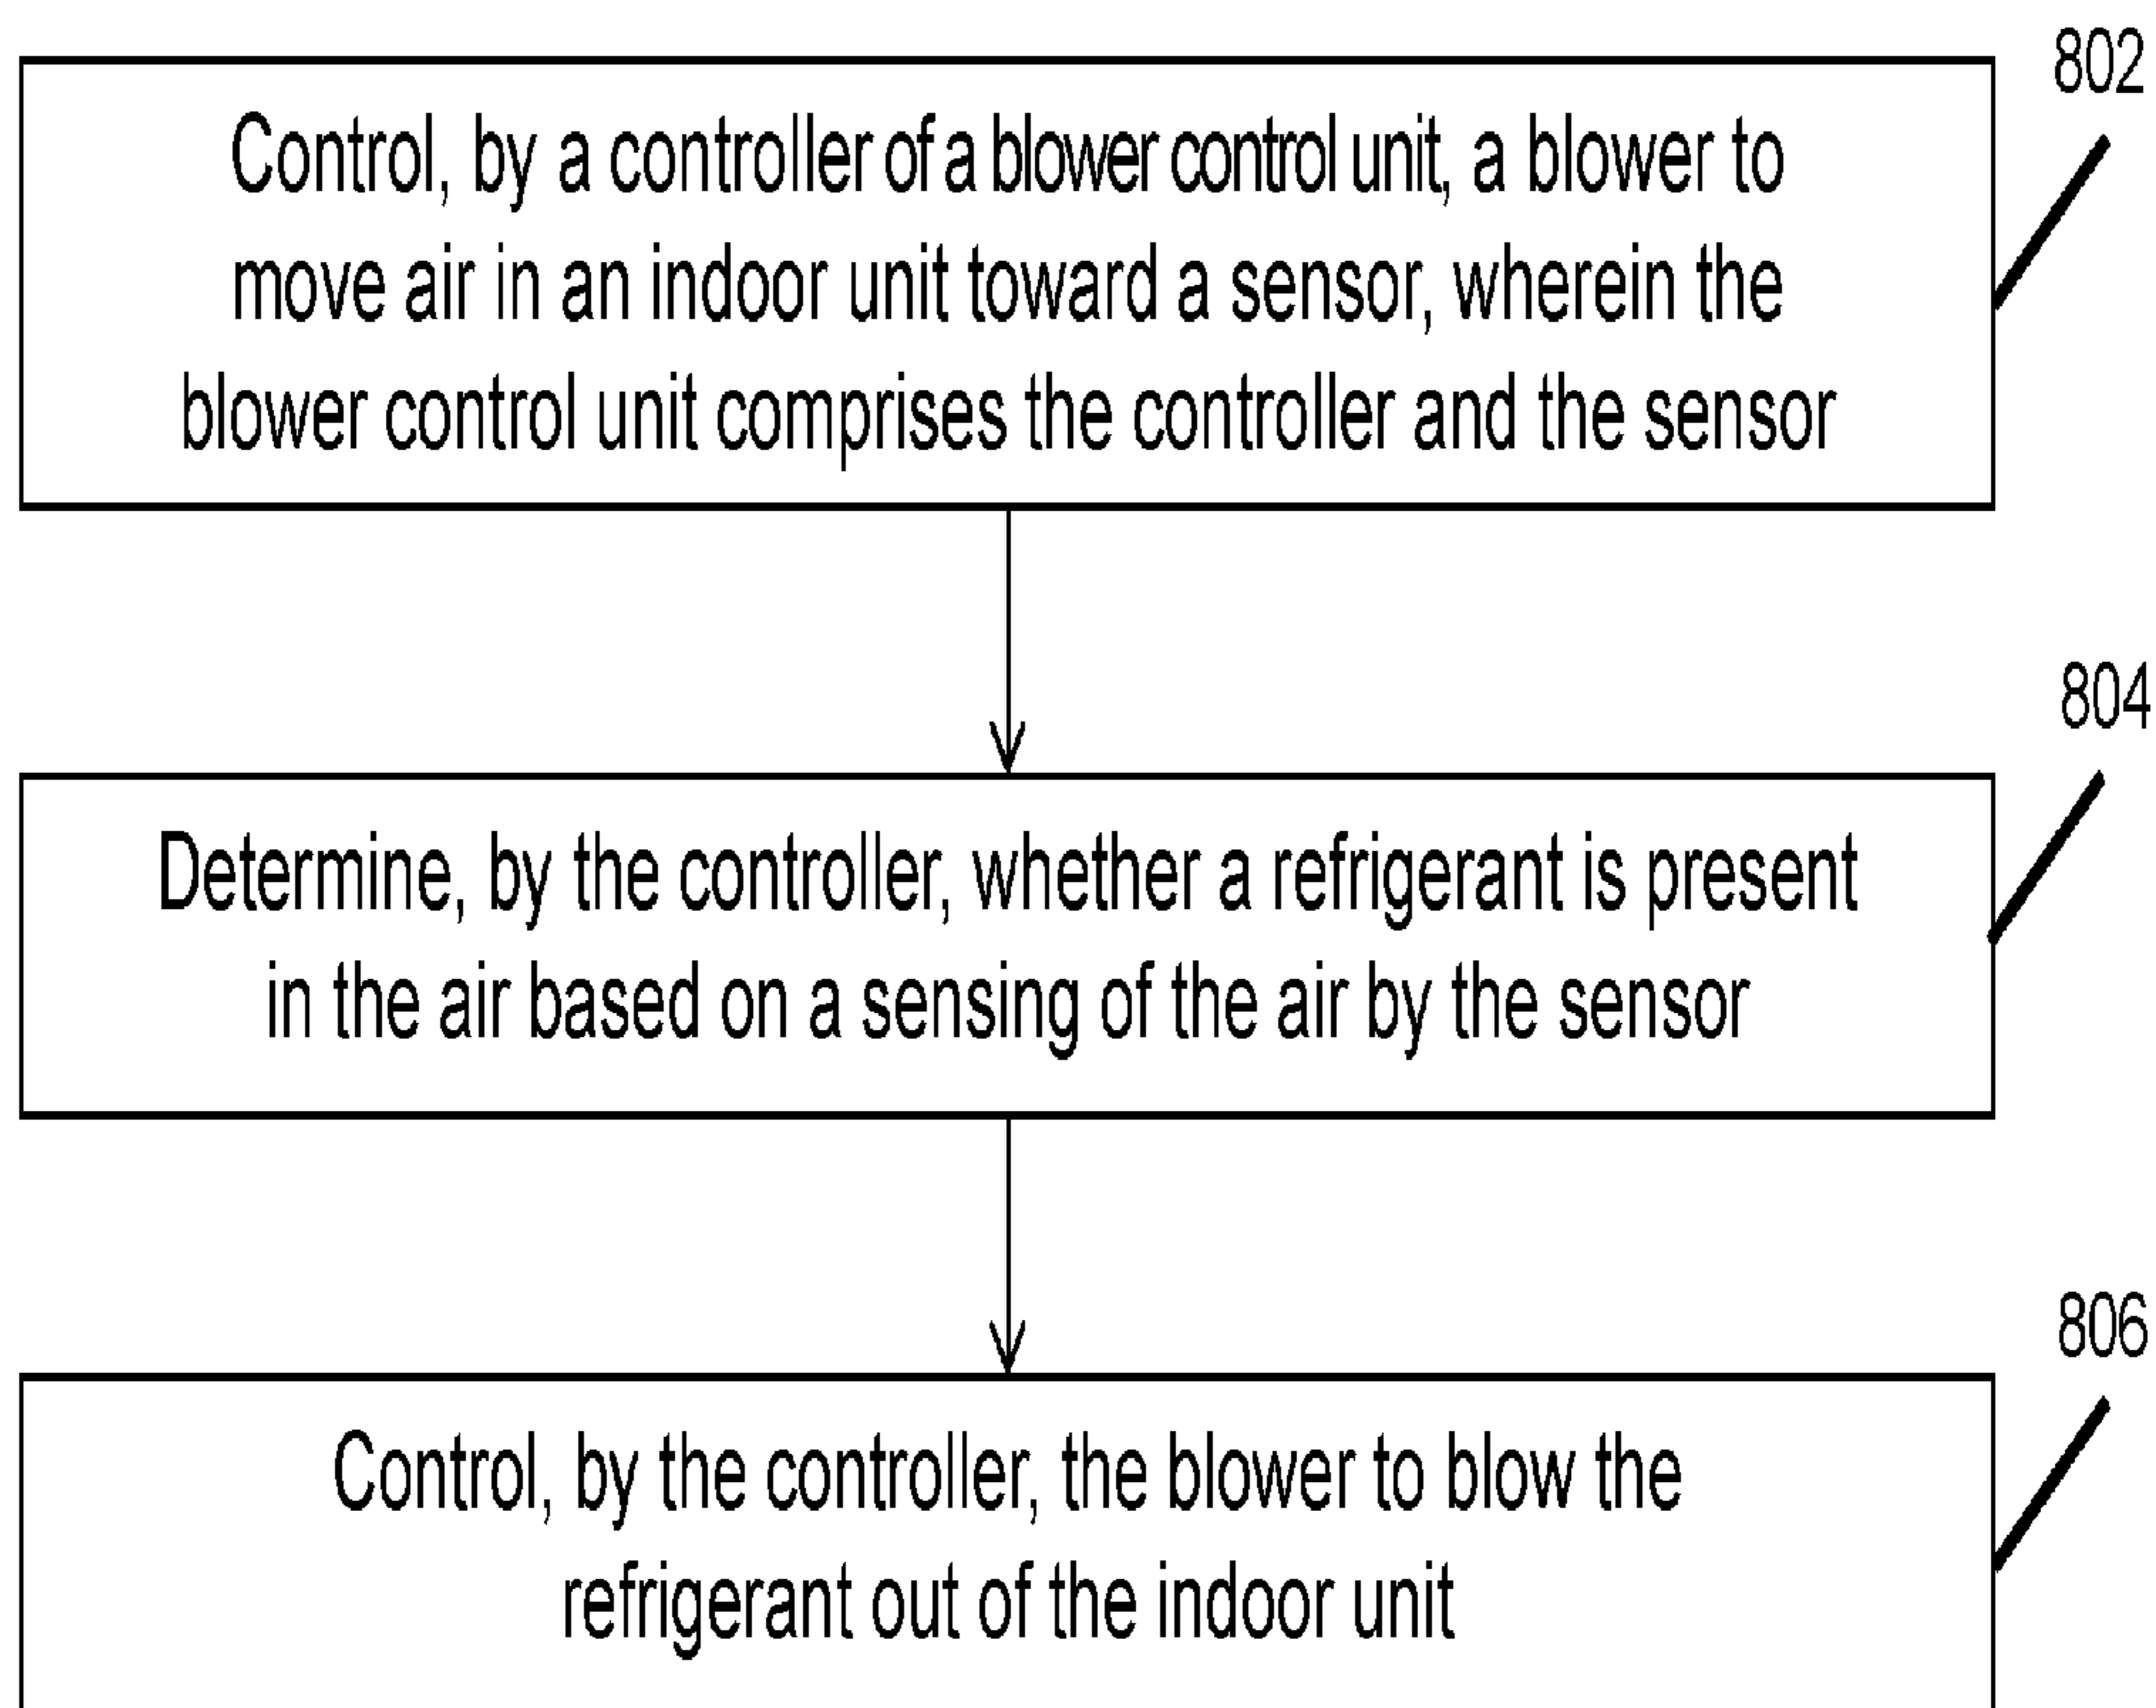 802
Control, by a controller of a blower control unit, a blower to
move air in an indoor unit toward a sensor, wherein the
blower control unit comprises the controller and the sensor
804
Determine, by the controller, whether a refrigerant is present
in the air based on a sensing of the air by the sensor
806
Control, by the controller, the blower to blow the
refrigerant out of the indoor unit